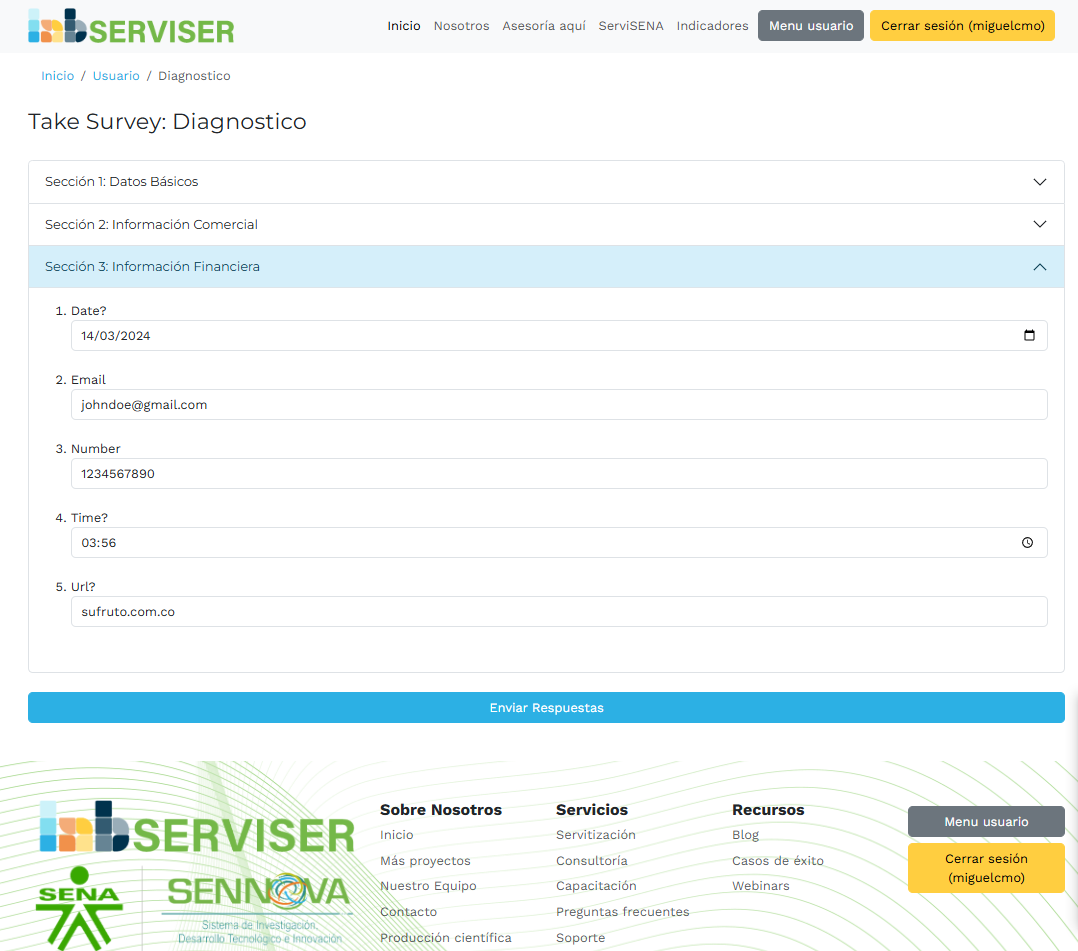 SERVISER
Inicio Nosotros Asesoría aquí ServiSENA Indicadores Menu usuario Cerrar sesión (miguelcmo)
Inicio / Usuario / Diagnostico
Take Survey: Diagnostico
Sección 1: Datos Básicos
Sección 2: Información Comercial
Sección 3: Información Financiera
1. Date?
14/03/2024
2. Email
johndoe@gmail.com
3. Number
1234567890
4. Time?
03:56
5. Url?
sufruto.com.co
Enviar Respuestas
SERVISER
SENA
SENNOVA
Sistema de Investigación,
Desarrollo Tecnológico e Innovación
Sobre Nosotros
Inicio
Más proyectos
Nuestro Equipo
Contacto
Producción científica
Servicios
Servitización
Consultoría
Capacitación
Preguntas frecuentes
Soporte
Recursos
Blog
Casos de éxito
Webinars
Menu usuario
Cerrar sesión
(miguelcmo)